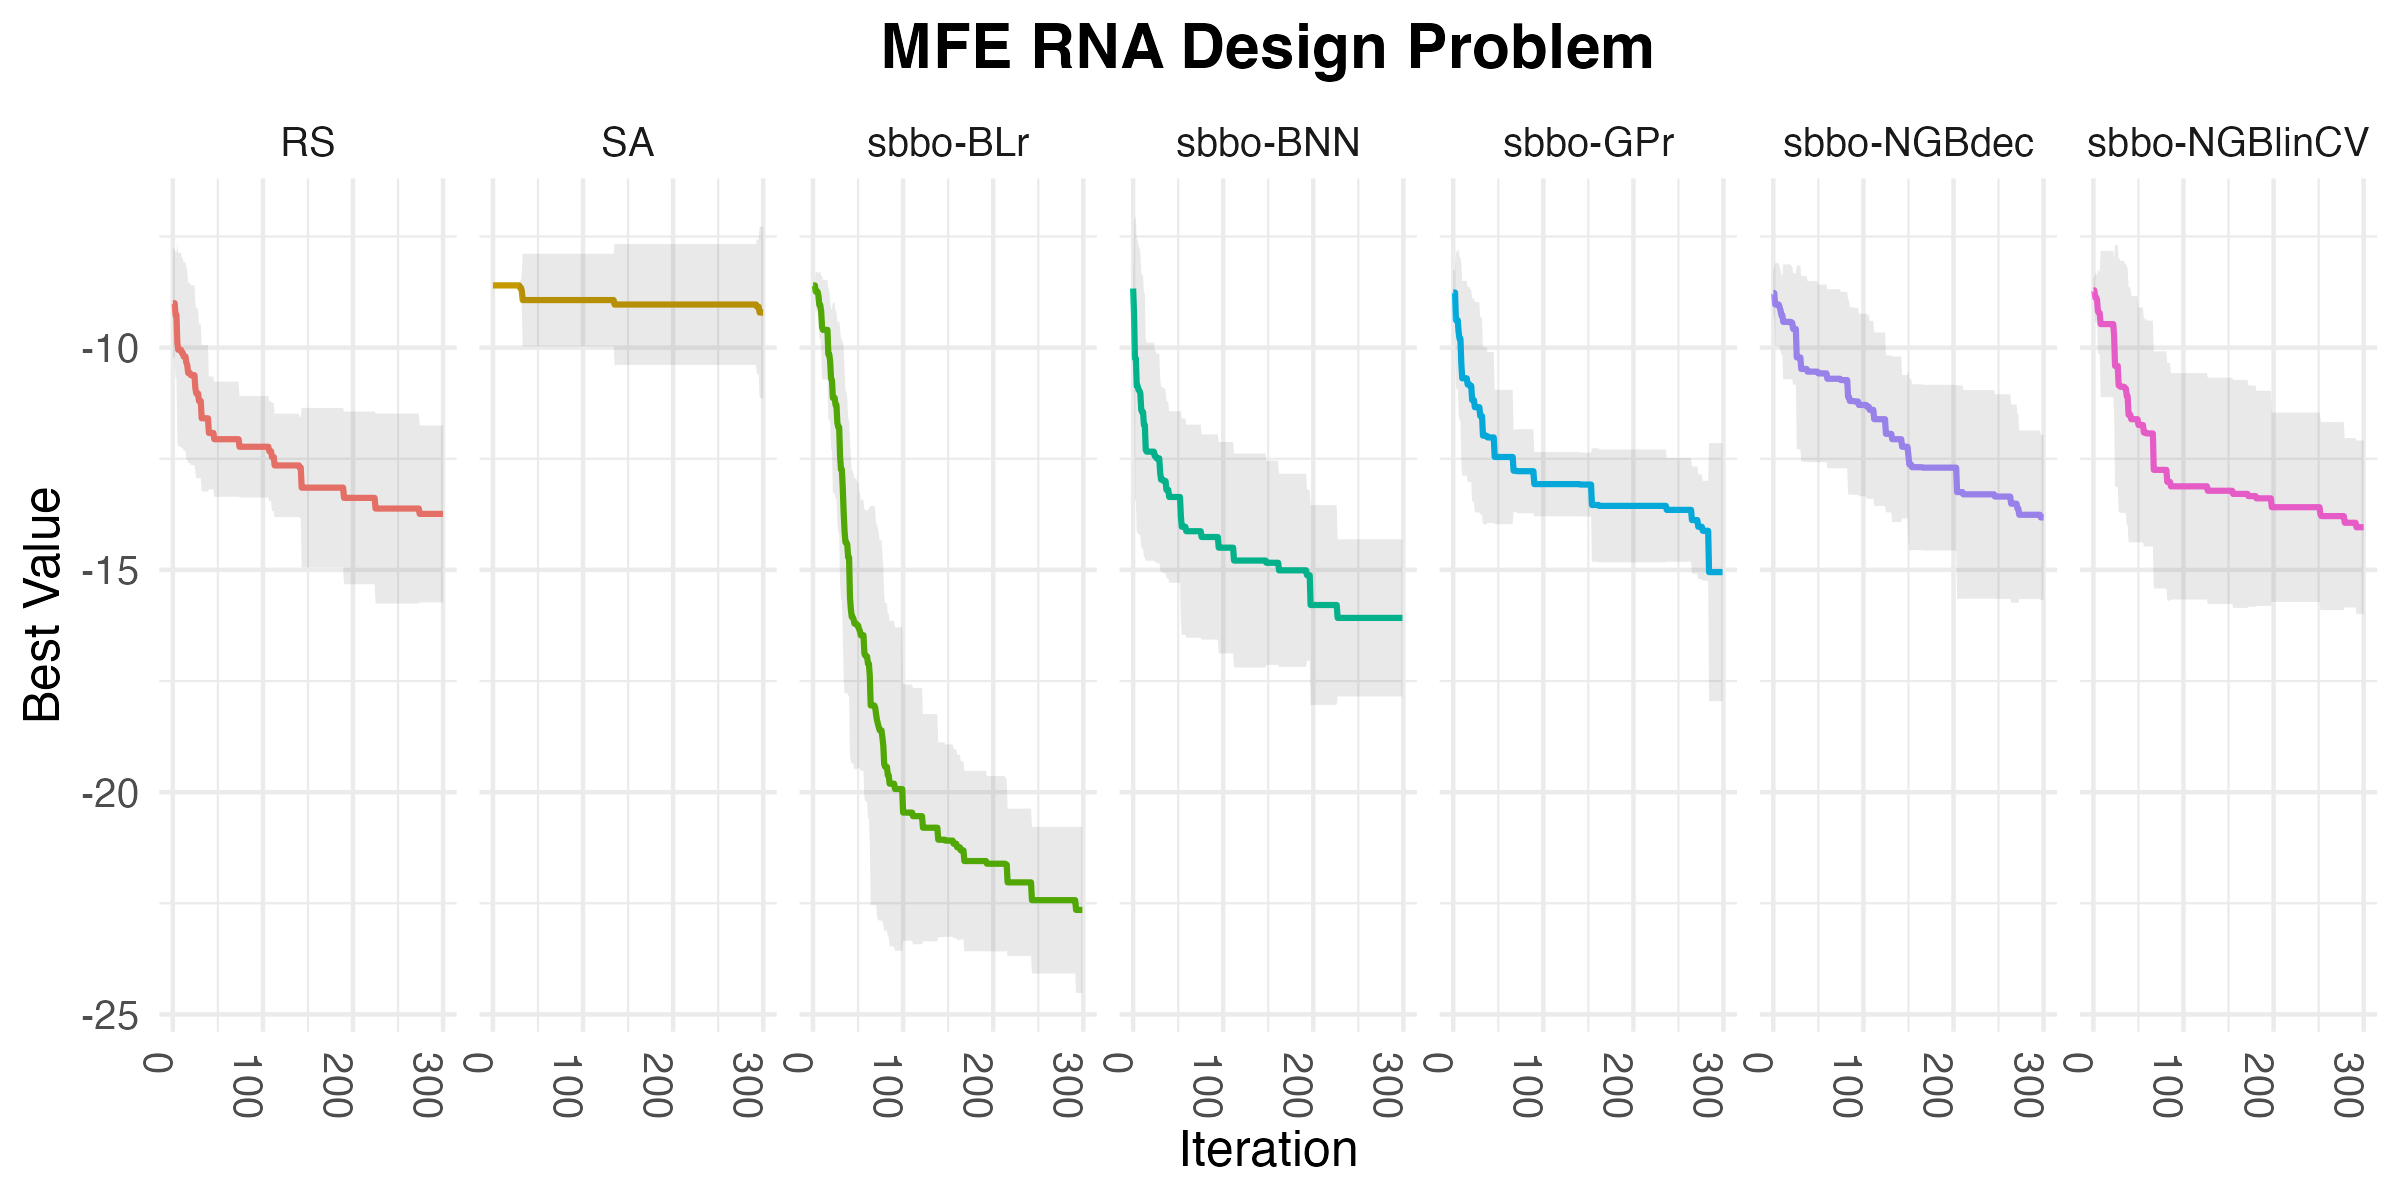 MFE RNA Design Problem
RS SA sbbo-BLr sbbo-BNN sbbo-GPr sbbo-NGBdec sbbo-NGBlinCV
Best Value
-10
-15
-20
-25
0 100 200 300 0 100 200 300 0 100 200 300 0 100 200 300 0 100 200 300 0 100 200 300 0 100 200 300
Iteration